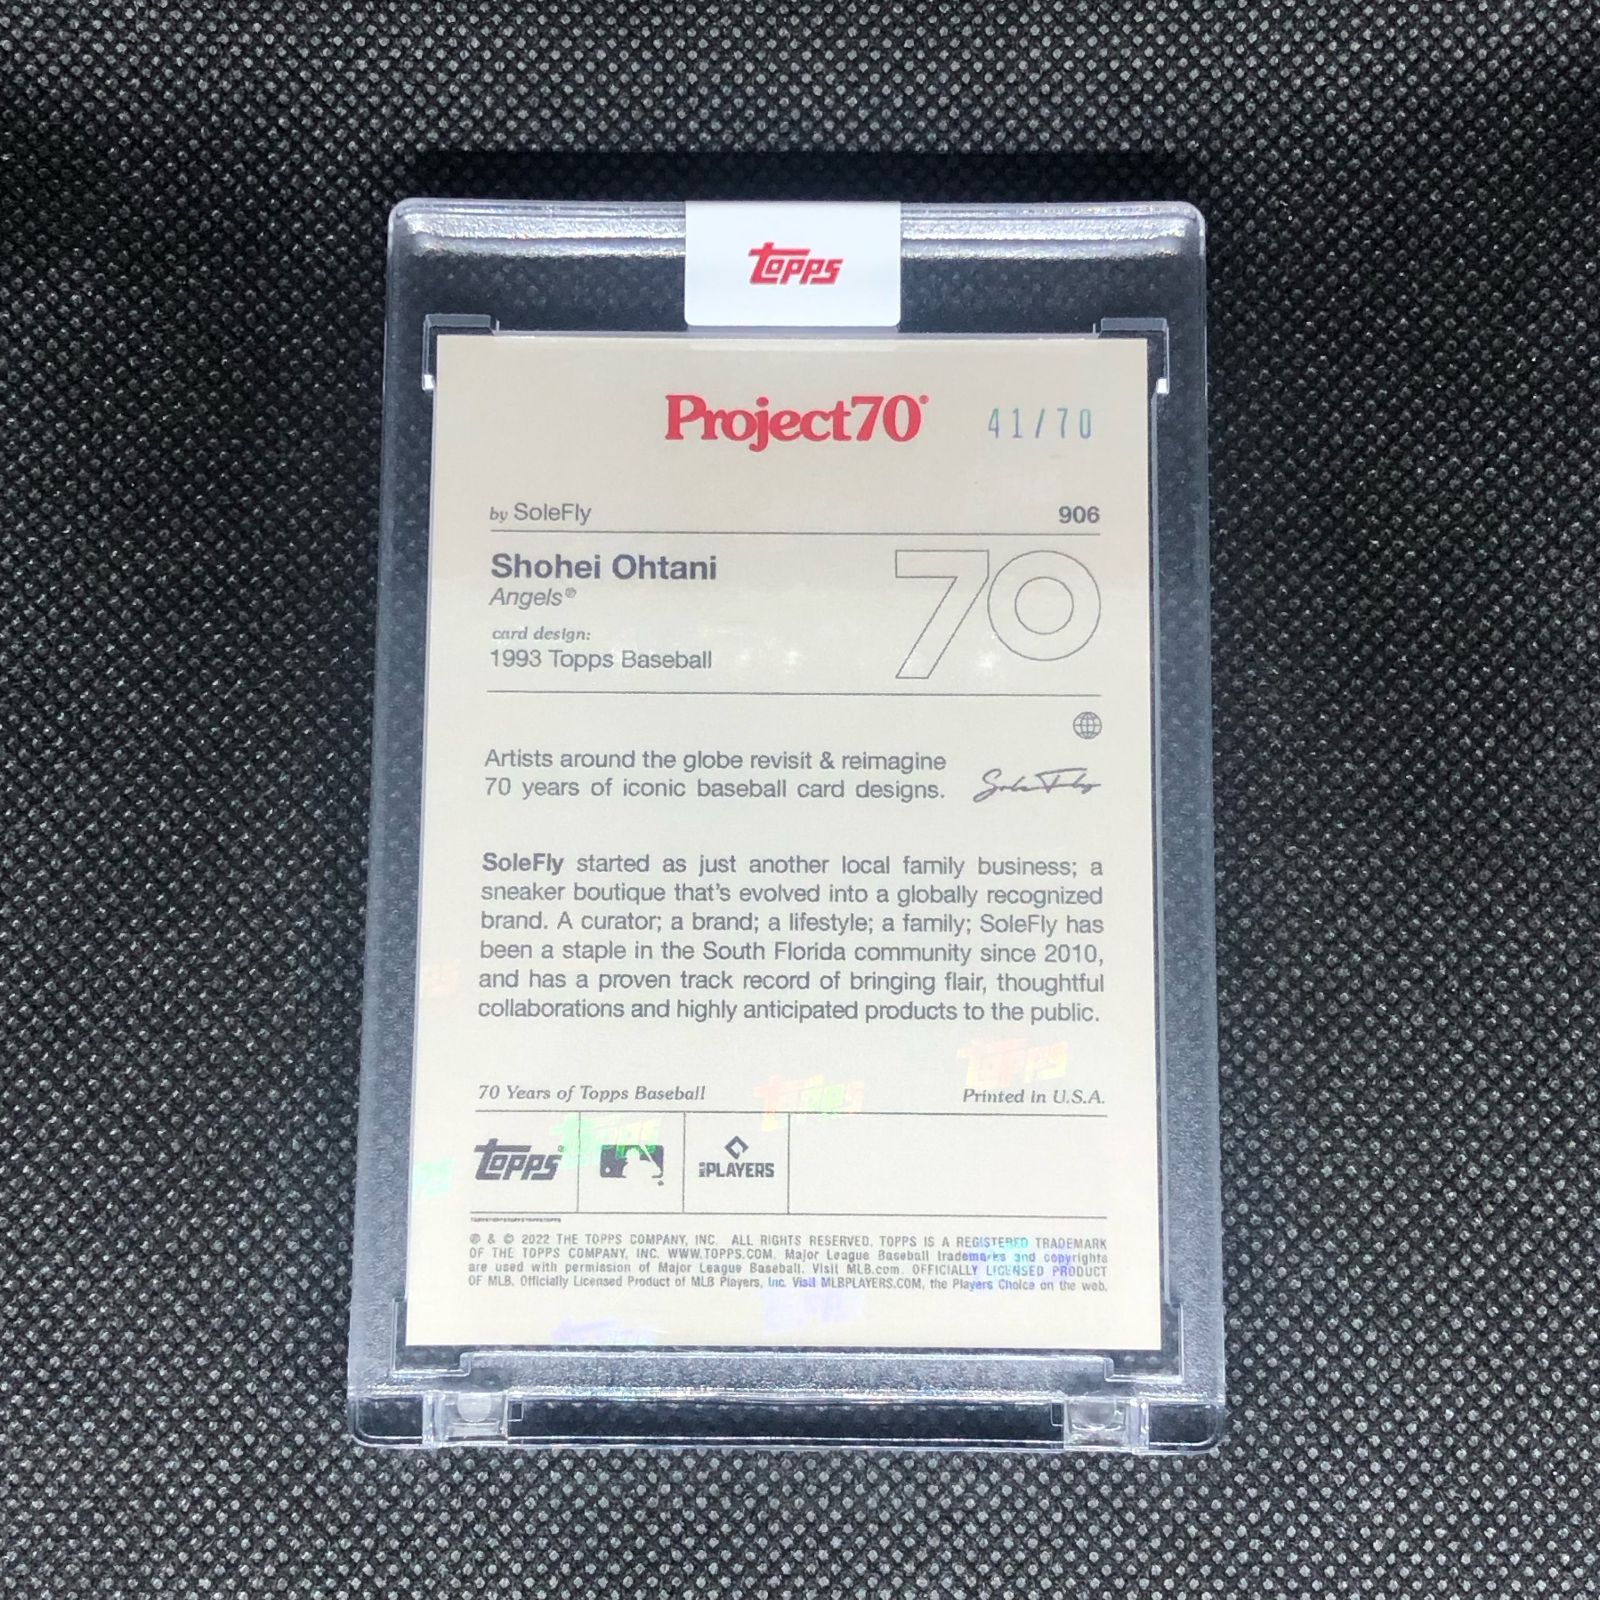 Topps
Project70® 41/70
by SoleFly 906
Shohei Ohtani
Angels®
70
card design:
1993 Topps Baseball
Artists around the globe revisit & reimagine
70 years of iconic baseball card designs.
SoleFly
SoleFly started as just another local family business; a
sneaker boutique that's evolved into a globally recognized
brand. A curator; a brand; a lifestyle; a family; SoleFly has
been a staple in the South Florida community since 2010,
and has a proven track record of bringing flair, thoughtful
collaborations and highly anticipated products to the public.
70 Years of Topps Baseball Printed in U.S.A.
Topps PLAYERS
® & © 2022 THE TOPPS COMPANY, INC. ALL RIGHTS RESERVED. TOPPS IS A REGISTERED TRADEMARK
OF THE TOPPS COMPANY, INC. WWW.TOPPS.COM. Major League Baseball trademarks and copyrights
are used with permission of Major League Baseball. Visit MLB.com. OFFICIALLY LICENSED PRODUCT
OF MLB. Officially Licensed Product of MLB Players, Inc. Visit MLBPLAYERS.COM, the Players Choice on the web.